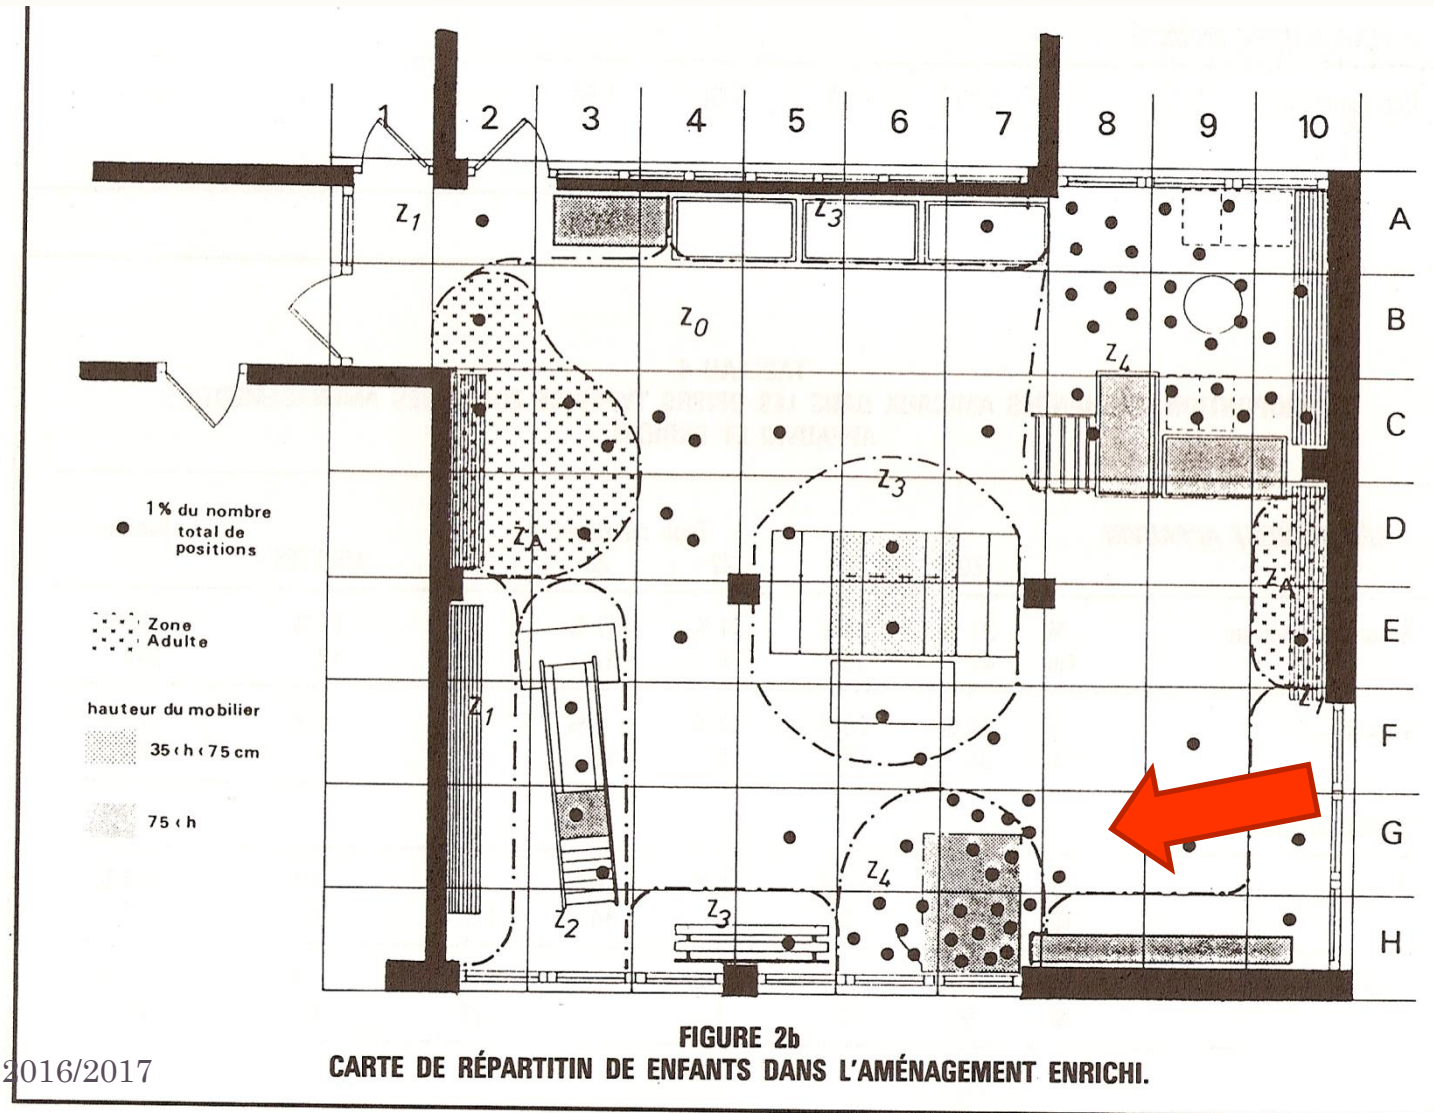 1 2 3 4 5 6 7 8 9 10
Z1 Z3 A
Z0 B
Z4
C
Z3
1% du nombre
total de
positions
ZA D
ZA
Zone
Adulte
E
hauteur du mobilier
Z1 Z1
F
35‹h‹75 cm
75‹h
G
Z4
Z2 Z3
H
FIGURE 2b
2016/2017
CARTE DE RÉPARTITIN DE ENFANTS DANS L'AMÉNAGEMENT ENRICHI.